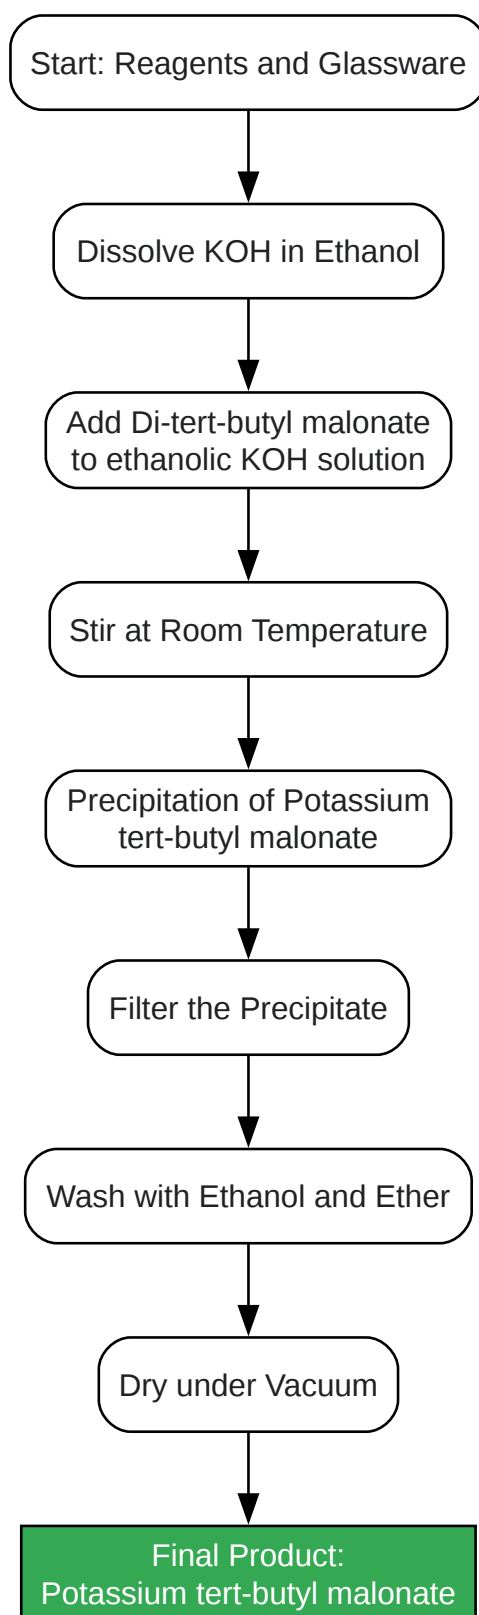 Start: Reagents and Glassware
Dissolve KOH in Ethanol
Add Di-tert-butyl malonate
to ethanolic KOH solution
Stir at Room Temperature
Precipitation of Potassium
tert-butyl malonate
Filter the Precipitate
Wash with Ethanol and Ether
Dry under Vacuum
Final Product:
Potassium tert-butyl malonate